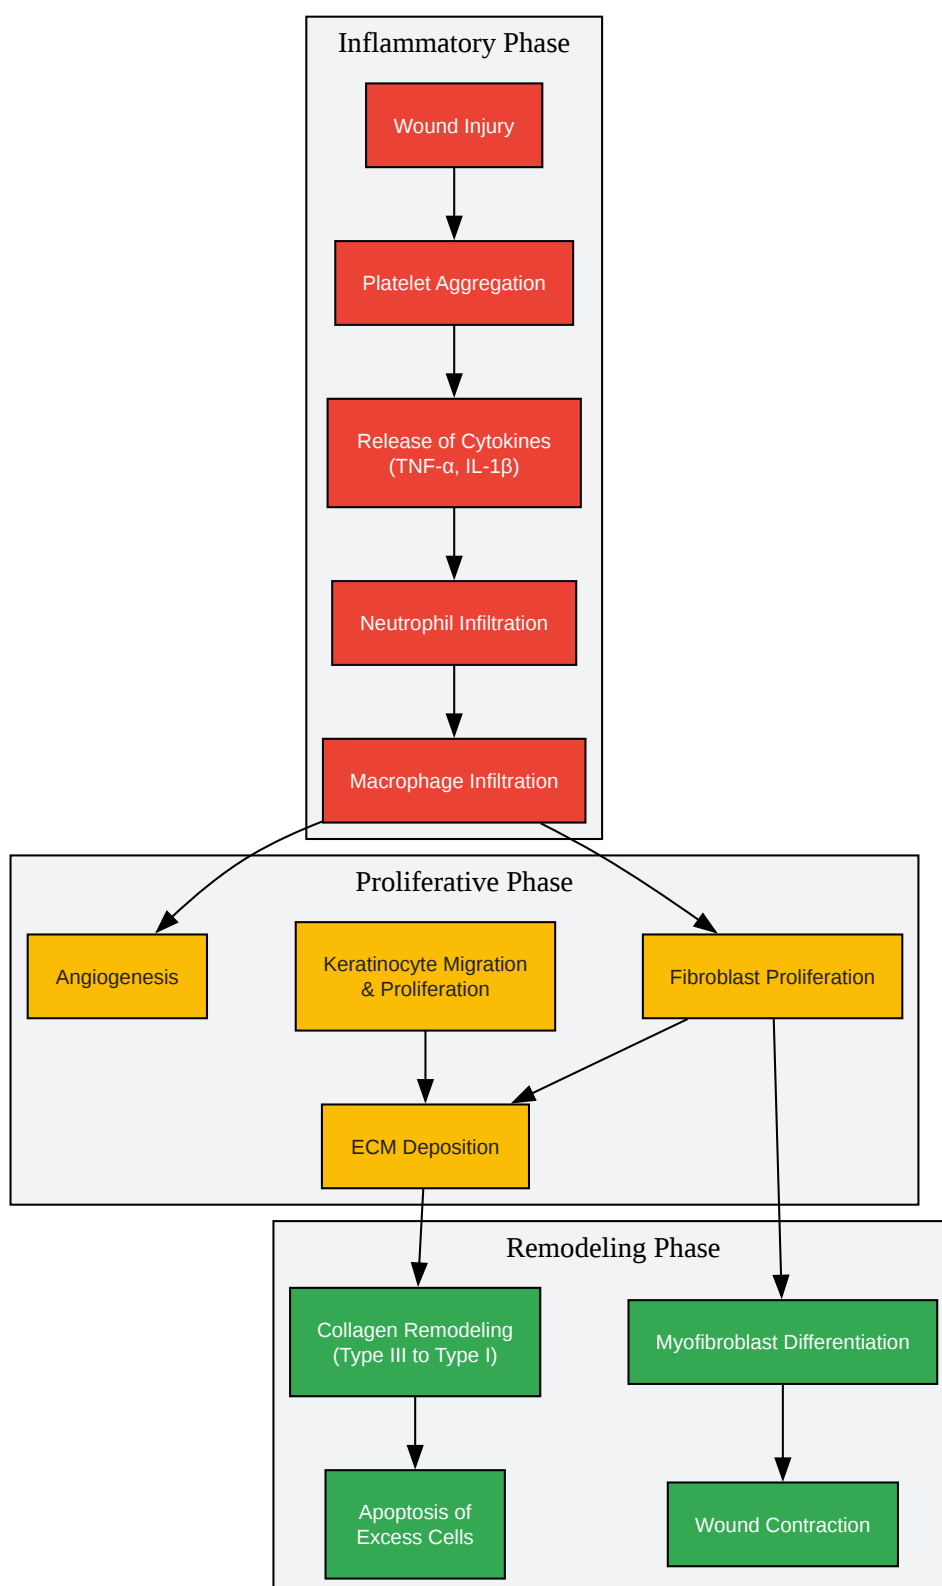 Inflammatory Phase
Wound Injury
Platelet Aggregation
Release of Cytokines
(TNF-α, IL-1β)
Neutrophil Infiltration
Macrophage Infiltration
Proliferative Phase
Angiogenesis
Keratinocyte Migration
& Proliferation
Fibroblast Proliferation
ECM Deposition
Remodeling Phase
Collagen Remodeling
(Type III to Type I)
Myofibroblast Differentiation
Apoptosis of
Excess Cells
Wound Contraction